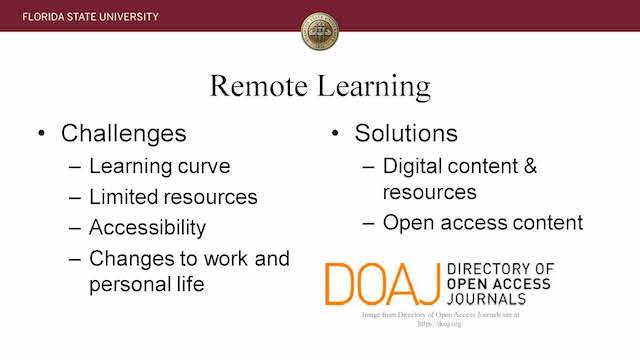 FLORIDA STATE UNIVERSITY
Remote Learning
• Challenges
– Learning curve
– Limited resources
– Accessibility
– Changes to work and
personal life
• Solutions
– Digital content &
resources
– Open access content
DOAJ
DIRECTORY OF
OPEN ACCESS
JOURNALS
Image from Directory of Open Access Journals site at
https://doaj.org